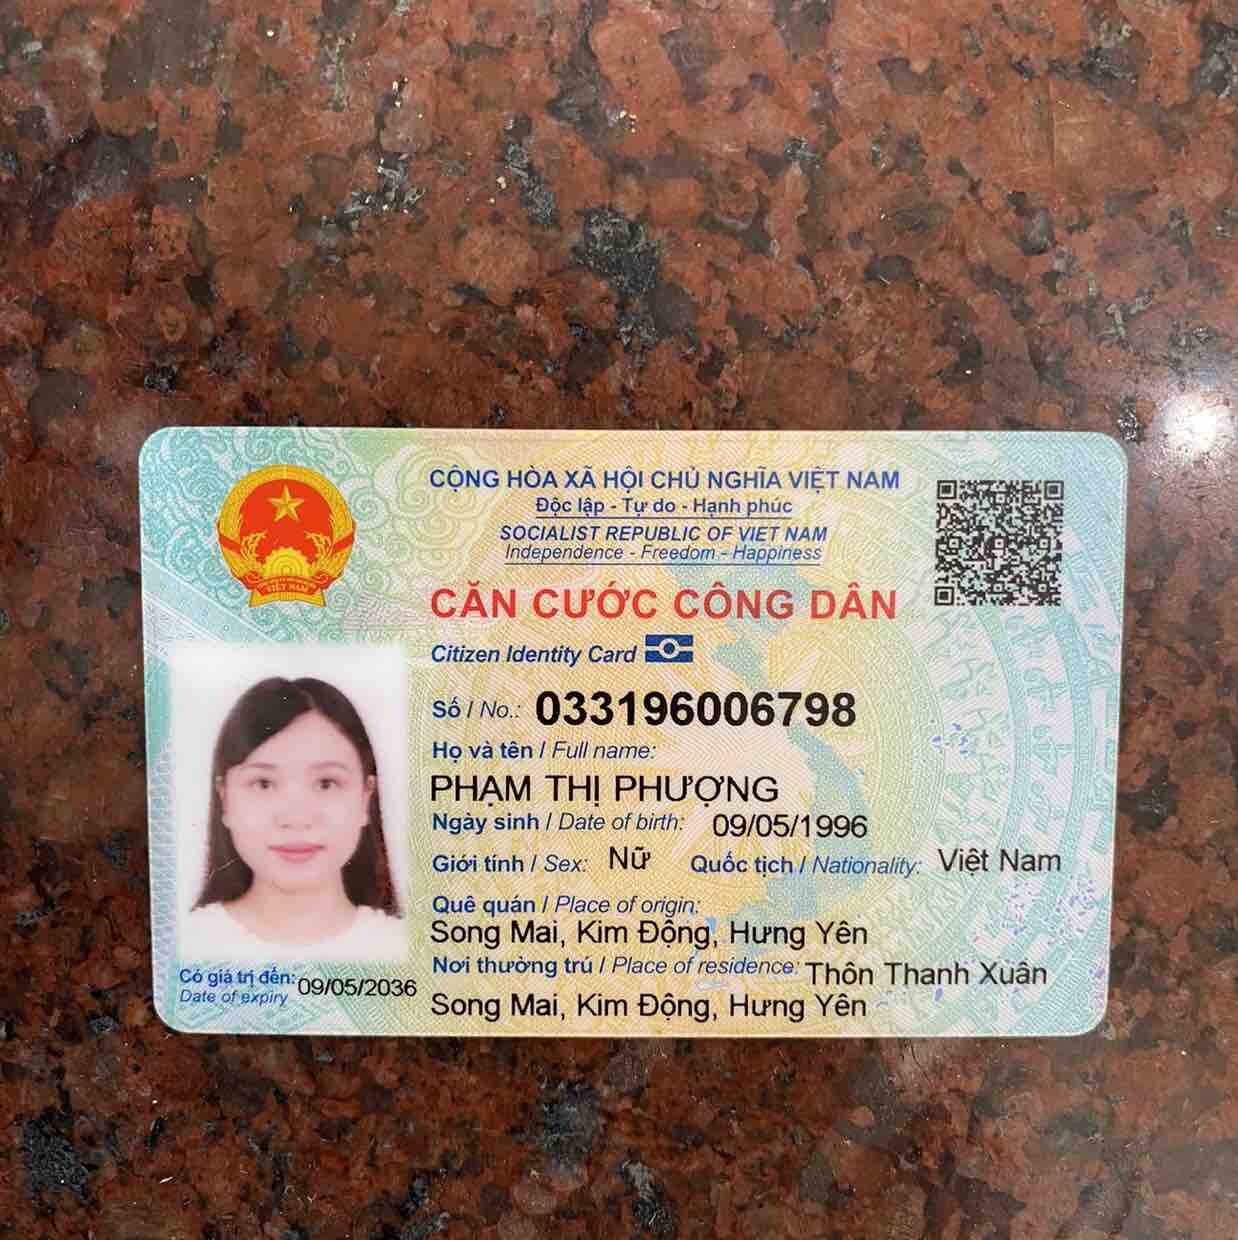 CỘNG HÒA XÃ HỘI CHỦ NGHĨA VIỆT NAM
Độc lập - Tự do - Hạnh phúc
SOCIALIST REPUBLIC OF VIET NAM
Independence - Freedom - Happiness
CĂN CƯỚC CÔNG DÂN
Citizen Identity Card
Số / No.: 033196006798
Họ và tên / Full name:
PHẠM THỊ PHƯỢNG
Ngày sinh / Date of birth: 09/05/1996
Giới tính / Sex: Nữ Quốc tịch / Nationality: Việt Nam
Quê quán / Place of origin:
Song Mai, Kim Động, Hưng Yên
Nơi thường trú / Place of residence: Thôn Thanh Xuân
Song Mai, Kim Động, Hưng Yên
Có giá trị đến: 09/05/2036
Date of expiry
VIỆT NAM